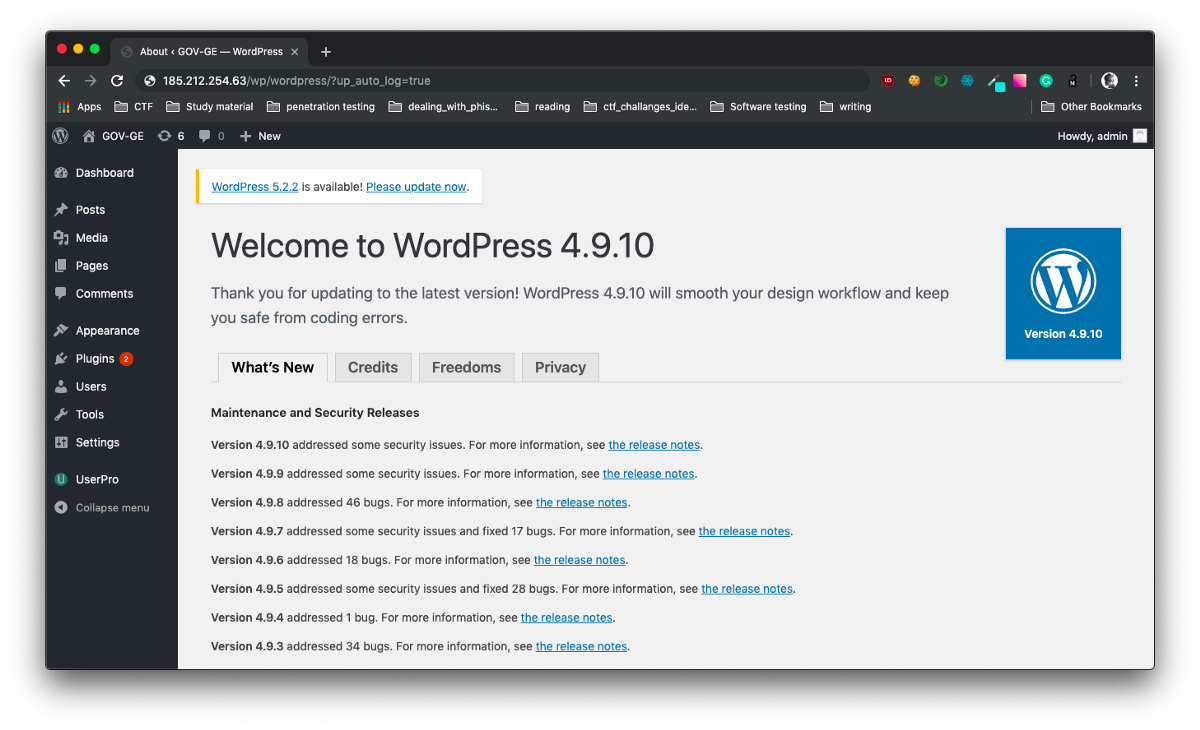 About ‹ GOV-GE — WordPress
185.212.254.63/wp/wordpress/?up_auto_log=true
Apps CTF Study material penetration testing dealing_with_phis... reading ctf_challanges_ide... Software testing writing Other Bookmarks
GOV-GE 6 0 New Howdy, admin
Dashboard
Posts
Media
Pages
Comments
Appearance
Plugins 2
Users
Tools
Settings
UserPro
Collapse menu
WordPress 5.2.2 is available! Please update now.
Welcome to WordPress 4.9.10
Thank you for updating to the latest version! WordPress 4.9.10 will smooth your design workflow and keep
you safe from coding errors.
Version 4.9.10
What's New Credits Freedoms Privacy
Maintenance and Security Releases
Version 4.9.10 addressed some security issues. For more information, see the release notes.
Version 4.9.9 addressed some security issues. For more information, see the release notes.
Version 4.9.8 addressed 46 bugs. For more information, see the release notes.
Version 4.9.7 addressed some security issues and fixed 17 bugs. For more information, see the release notes.
Version 4.9.6 addressed 18 bugs. For more information, see the release notes.
Version 4.9.5 addressed some security issues and fixed 28 bugs. For more information, see the release notes.
Version 4.9.4 addressed 1 bug. For more information, see the release notes.
Version 4.9.3 addressed 34 bugs. For more information, see the release notes.